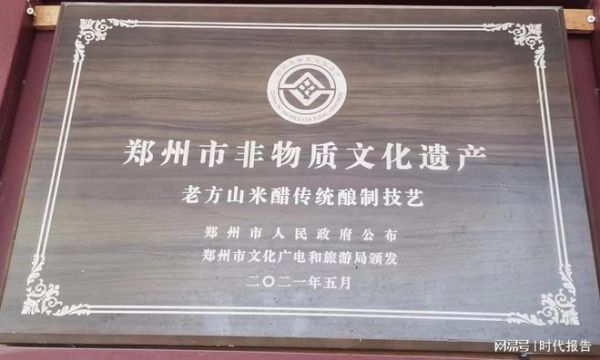 郑州市非物质文化遗产
老方山米醋传统酿制技艺
郑州市人民政府公布
郑州市文化广电和旅游局颁发
二〇二一年五月
网易号 | 时代报告